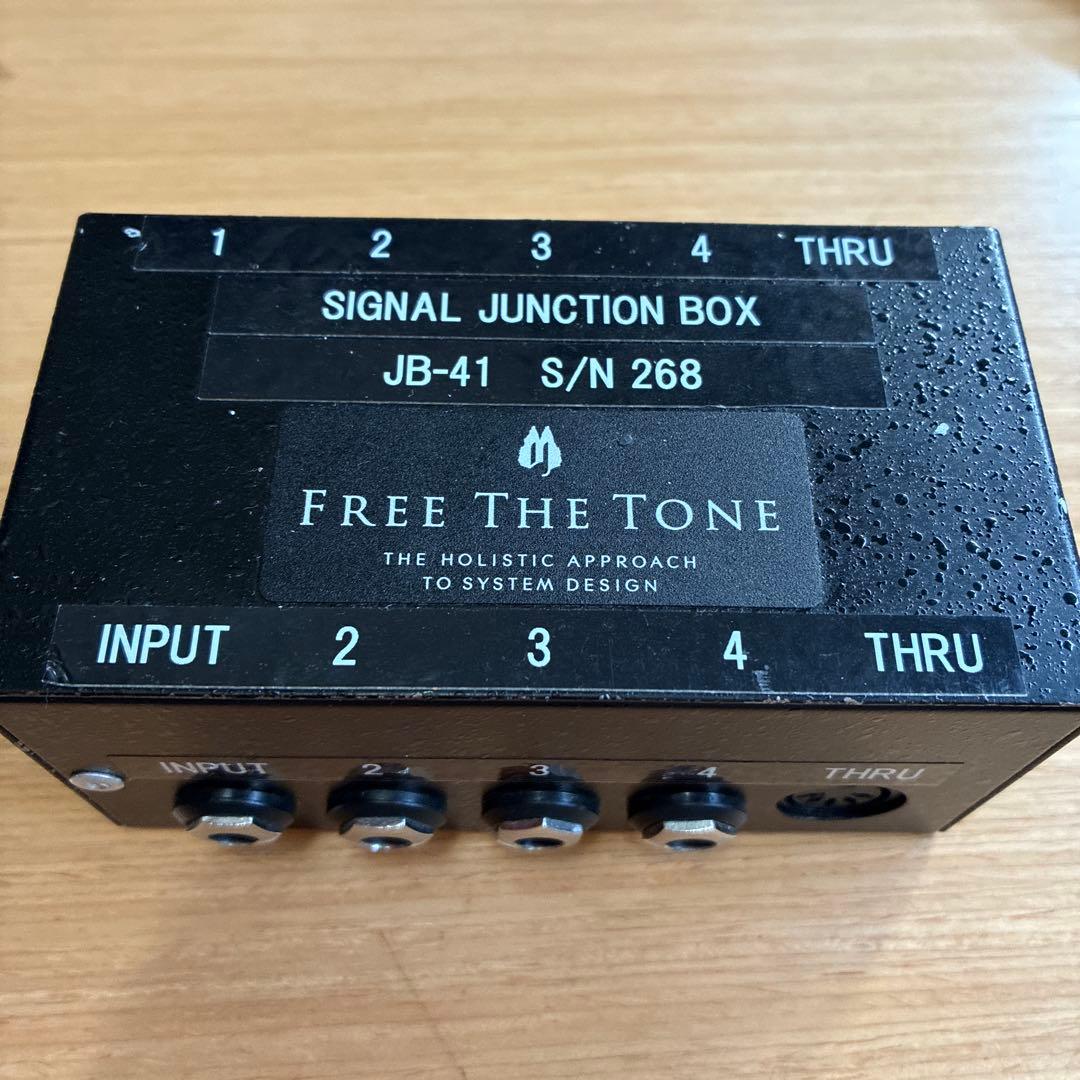 1 2 3 4 THRU
SIGNAL JUNCTION BOX
JB-41 S/N 268
FREE THE TONE
THE HOLISTIC APPROACH
TO SYSTEM DESIGN
INPUT 2 3 4 THRU
INPUT 2 3 4 THRU